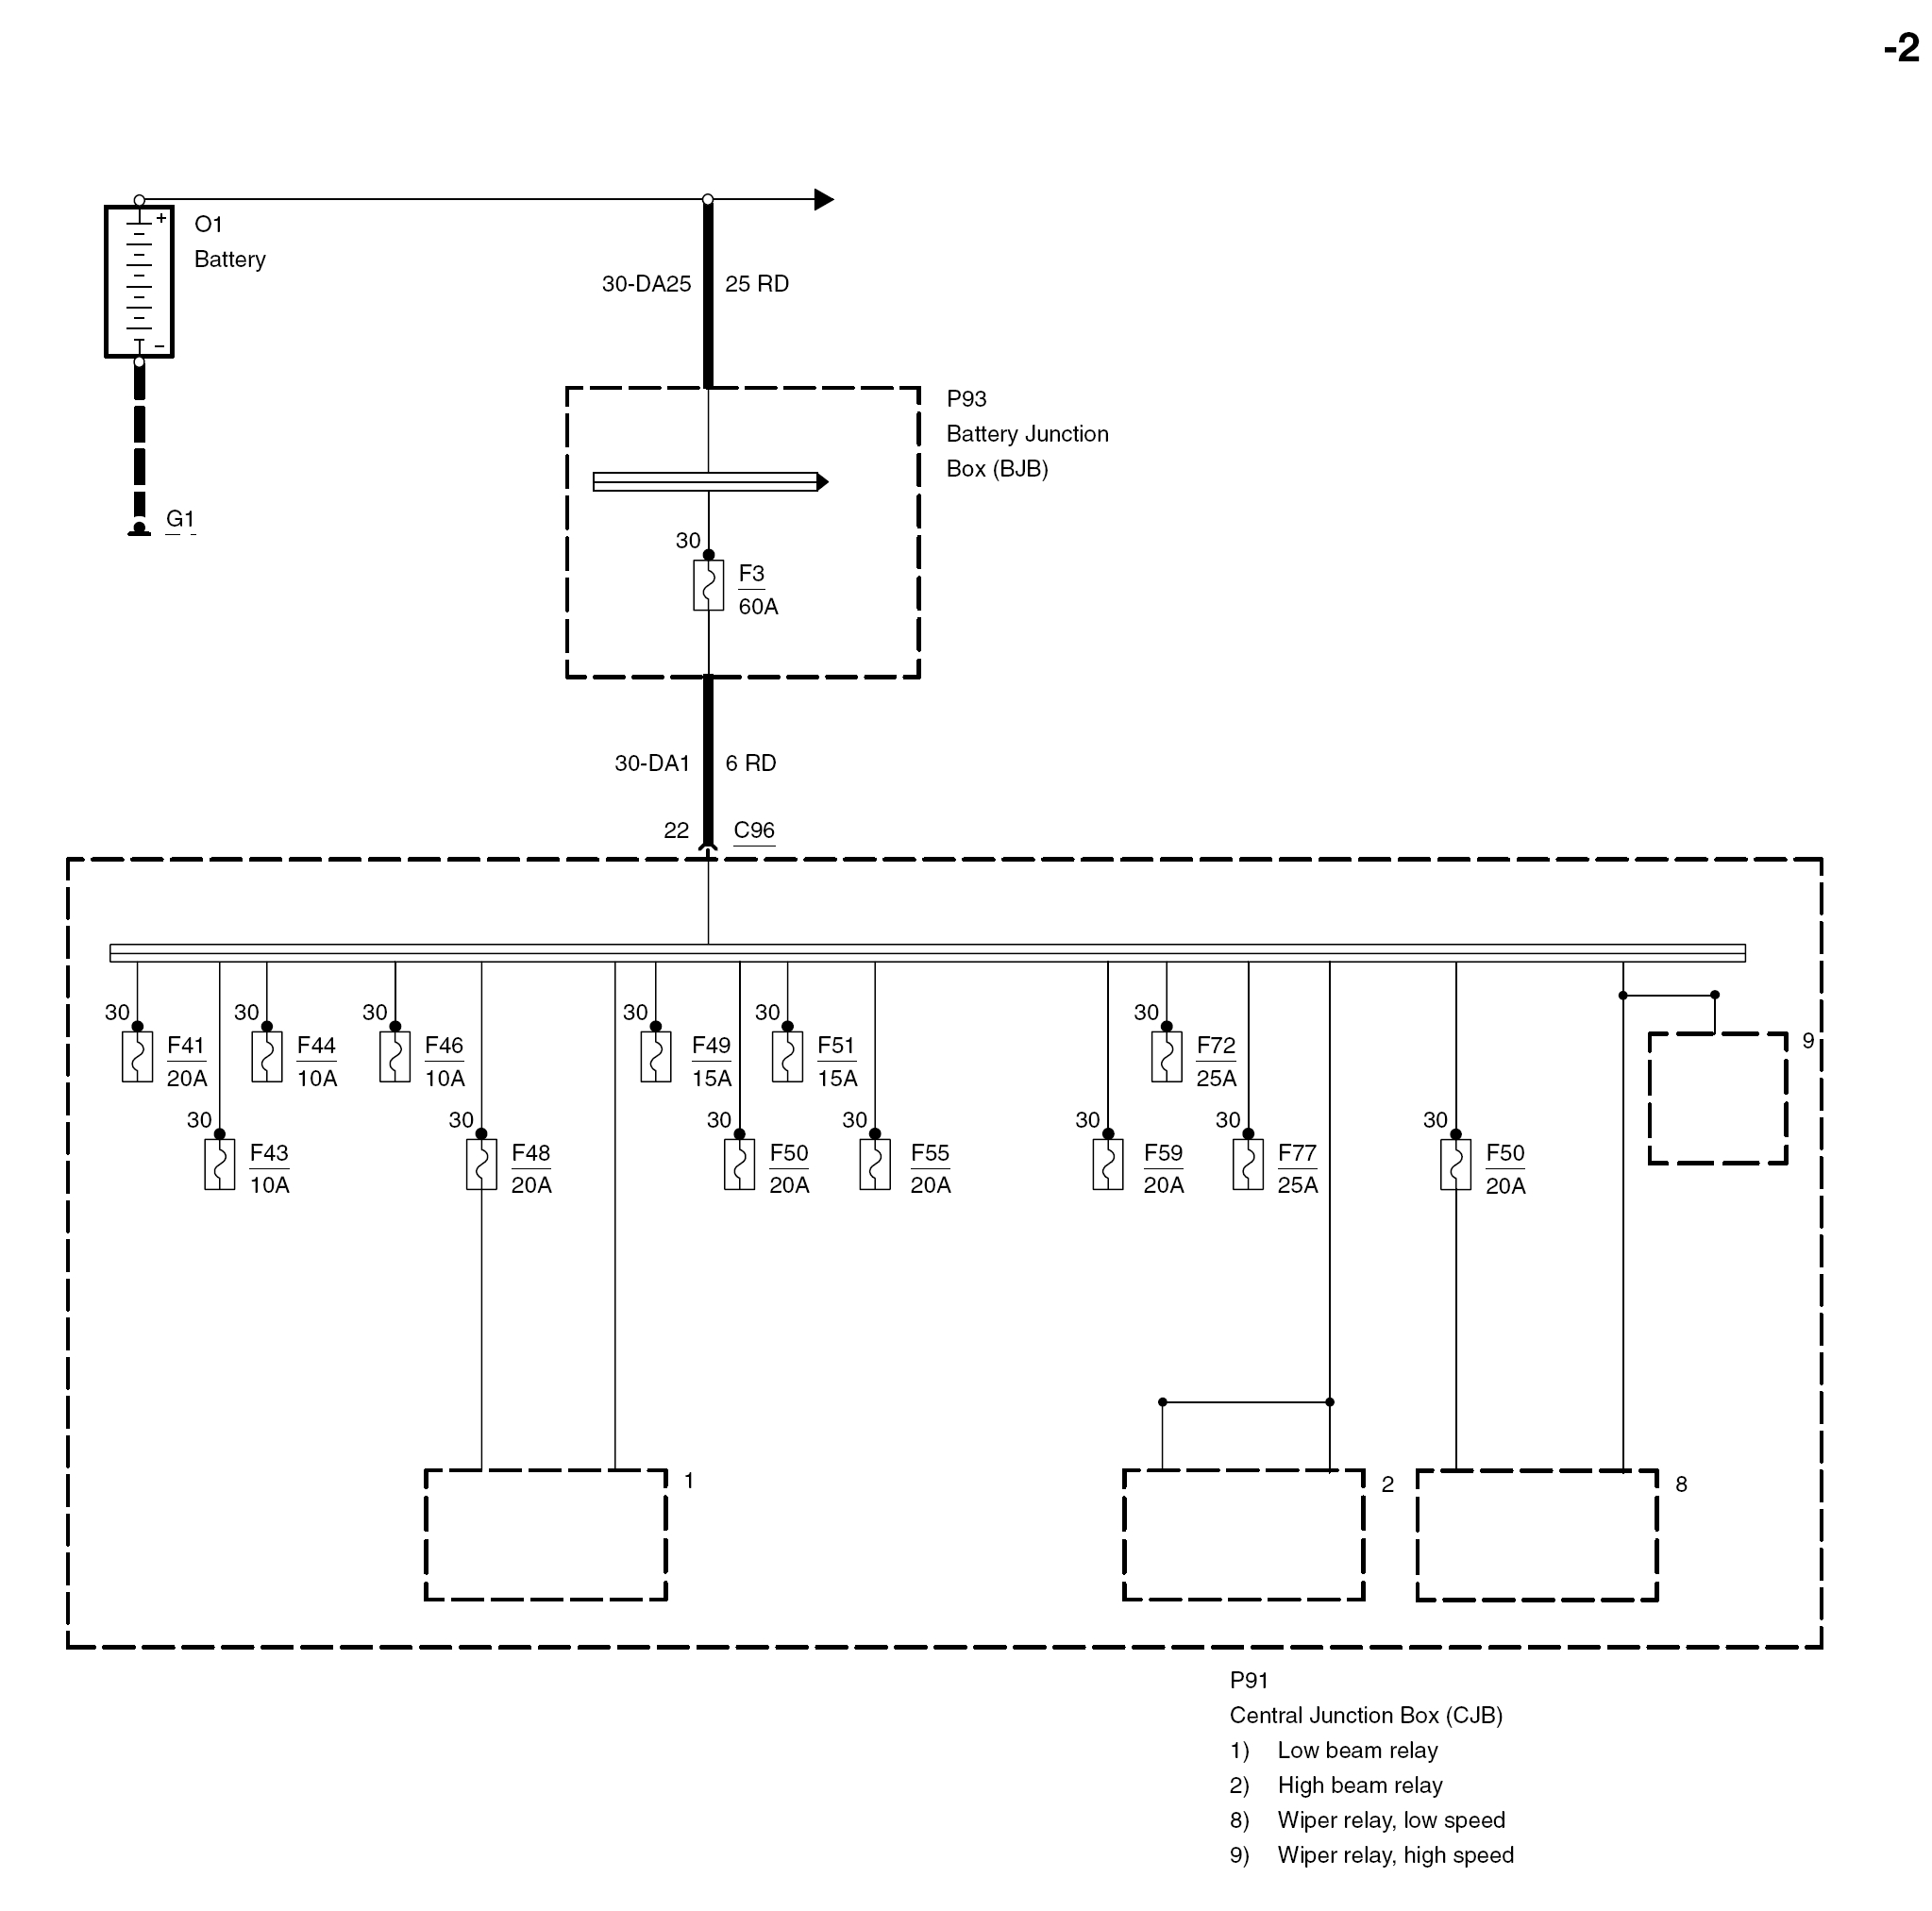 -2
O1
Battery
+
−
G1
30-DA25 25 RD
P93
Battery Junction
Box (BJB)
30
F3
60A
30-DA1 6 RD
22 C96
30 F41 20A
30 F44 10A
30 F46 10A
30 F49 15A
30 F51 15A
30 F72 25A
9
30 F43 10A
30 F48 20A
30 F50 20A
30 F55 20A
30 F59 20A
30 F77 25A
30 F50 20A
1
2
8
P91
Central Junction Box (CJB)
1) Low beam relay
2) High beam relay
8) Wiper relay, low speed
9) Wiper relay, high speed